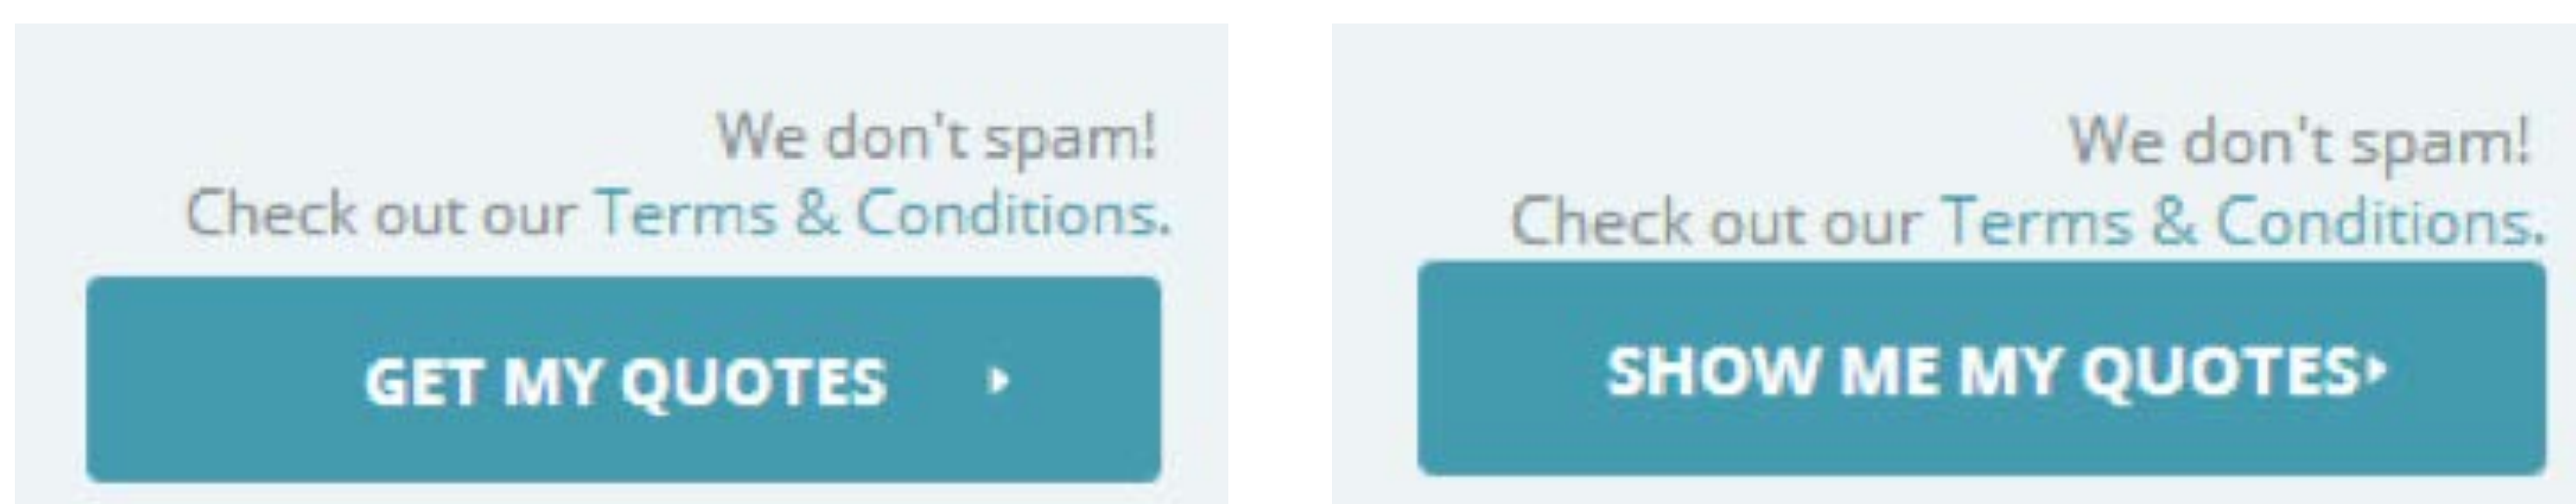 We don't spam!
Check out our Terms & Conditions.
GET MY QUOTES
We don't spam!
Check out our Terms & Conditions.
SHOW ME MY QUOTES